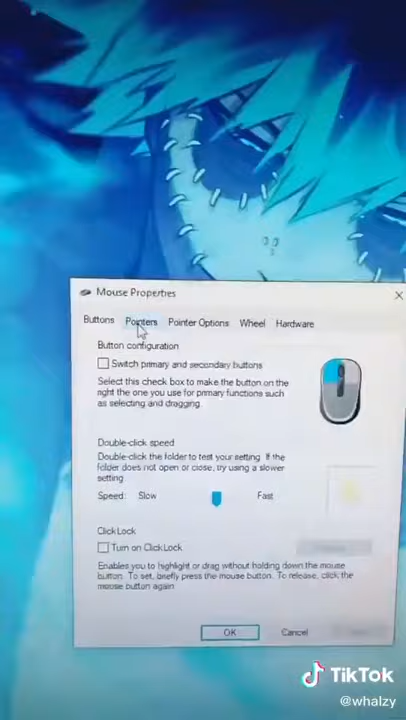 Mouse Properties
Buttons Pointers Pointer Options Wheel Hardware
Button configuration
Switch primary and secondary buttons
Select this check box to make the button on the
right the one you use for primary functions such
as selecting and dragging.
Double-click speed
Double-click the folder to test your setting. If the
folder does not open or close, try using a slower
setting.
Speed: Slow Fast
ClickLock
Turn on ClickLock
Enables you to highlight or drag without holding down the mouse
button. To set, briefly press the mouse button. To release, click the
mouse button again.
OK Cancel
TikTok
@whalzy